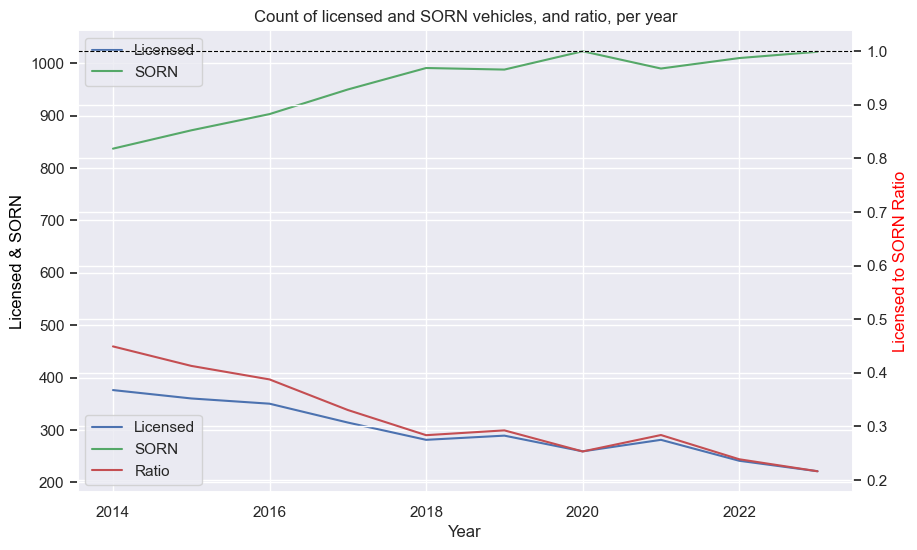 Count of licensed and SORN vehicles, and ratio, per year
Licensed
SORN
1000
900
800
700
600
500
400
300
200
Licensed & SORN
1.0
0.9
0.8
0.7
0.6
0.5
0.4
0.3
0.2
Licensed to SORN Ratio
Licensed
SORN
Ratio
2014
2016
2018
2020
2022
Year